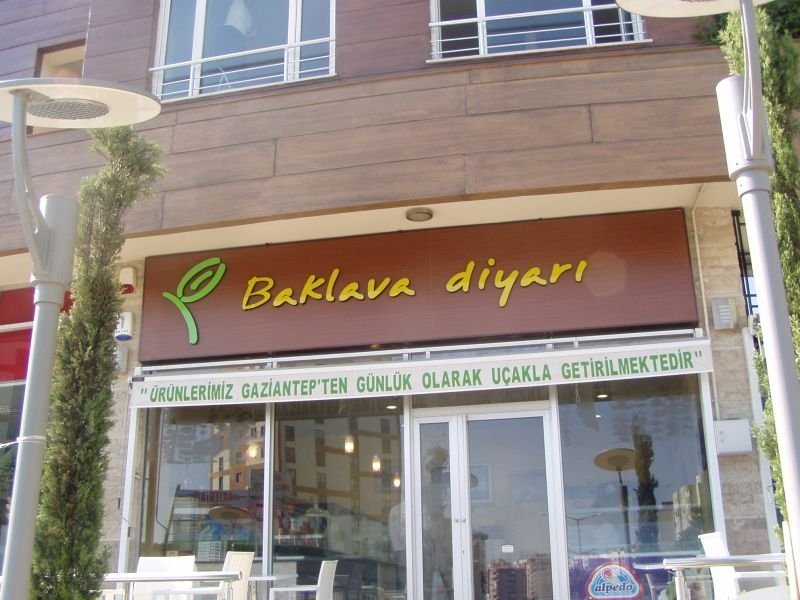 Baklava diyarı
"ÜRÜNLERİMİZ GAZİANTEP'TEN GÜNLÜK OLARAK UÇAKLA GETİRİLMEKTEDİR"
alpedo